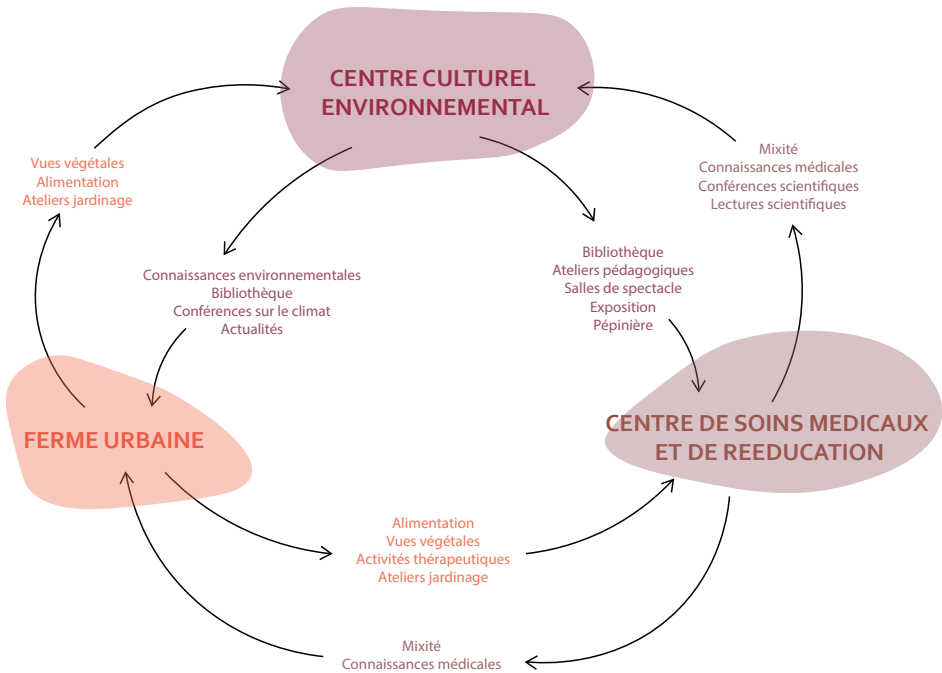 CENTRE CULTUREL
ENVIRONNEMENTAL
Vues végétales
Alimentation
Ateliers jardinage
Mixité
Connaissances médicales
Conférences scientifiques
Lectures scientifiques
Connaissances environnementales
Bibliothèque
Conférences sur le climat
Actualités
Bibliothèque
Ateliers pédagogiques
Salles de spectacle
Exposition
Pépinière
FERME URBAINE
CENTRE DE SOINS MEDICAUX
ET DE REEDUCATION
Alimentation
Vues végétales
Activités thérapeutiques
Ateliers jardinage
Mixité
Connaissances médicales